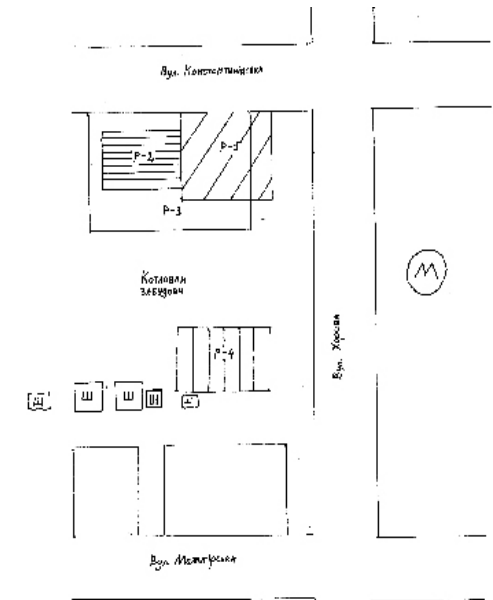 Вул. Константинівська
Р-2
Р-1
Р-3
Котлован
забудови
Р-4
Вул. Хорива
М
Ш
Ш
Ш
Ш
Вул. Межигірська